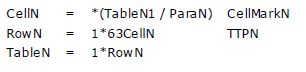 CellN = *(TableN1 / ParaN) CellMarkN
RowN = 1*63CellN TTPN
TableN = 1*RowN